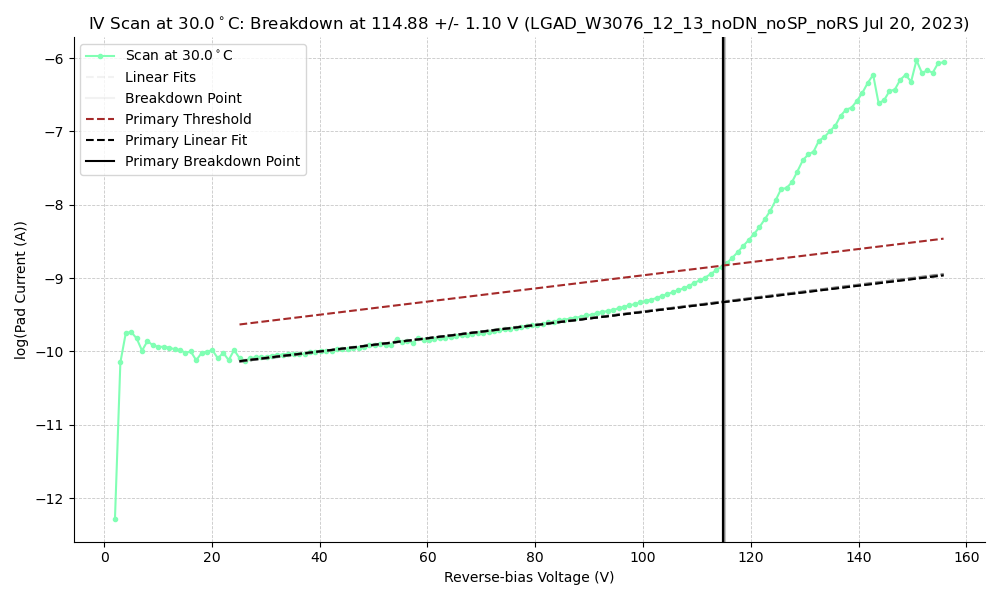 IV Scan at 30.0°C: Breakdown at 114.88 +/- 1.10 V (LGAD_W3076_12_13_noDN_noSP_noRS Jul 20, 2023)
Scan at 30.0°C
Linear Fits
Breakdown Point
Primary Threshold
Primary Linear Fit
Primary Breakdown Point
log(Pad Current (A))
−6
−7
−8
−9
−10
−11
−12
0 20 40 60 80 100 120 140 160
Reverse-bias Voltage (V)